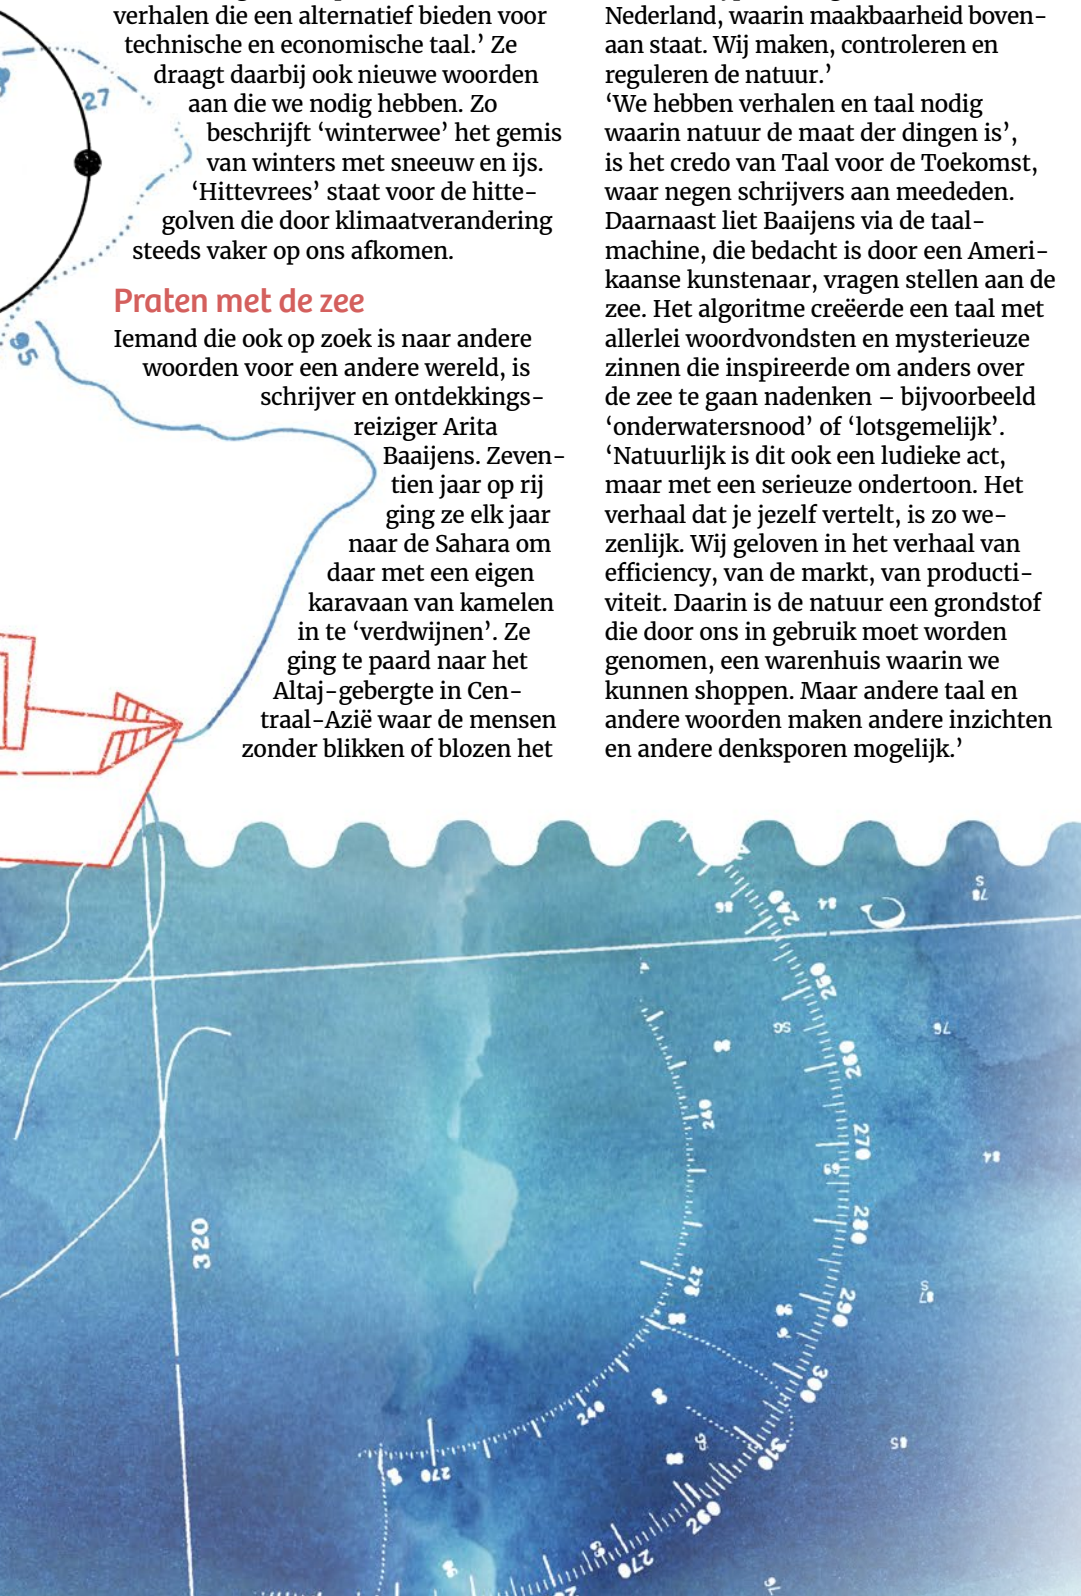 verhalen die een alternatief bieden voor
technische en economische taal.’ Ze
draagt daarbij ook nieuwe woorden
aan die we nodig hebben. Zo
beschrijft ‘winterwee’ het gemis
van winters met sneeuw en ijs.
‘Hittevrees’ staat voor de hitte-
golven die door klimaatverandering
steeds vaker op ons afkomen.
Praten met de zee
Iemand die ook op zoek is naar andere
woorden voor een andere wereld, is
schrijver en ontdekkings-
reiziger Arita
Baaijens. Zeven-
tien jaar op rij
ging ze elk jaar
naar de Sahara om
daar met een eigen
karavaan van kamelen
in te ‘verdwijnen’. Ze
ging te paard naar het
Altaj-gebergte in Cen-
traal-Azië waar de mensen
zonder blikken of blozen het
Nederland, waarin maakbaarheid boven-
aan staat. Wij maken, controleren en
reguleren de natuur.’
‘We hebben verhalen en taal nodig
waarin natuur de maat der dingen is’,
is het credo van Taal voor de Toekomst,
waar negen schrijvers aan meededen.
Daarnaast liet Baaijens via de taal-
machine, die bedacht is door een Ameri-
kaanse kunstenaar, vragen stellen aan de
zee. Het algoritme creëerde een taal met
allerlei woordvondsten en mysterieuze
zinnen die inspireerde om anders over
de zee te gaan nadenken – bijvoorbeeld
‘onderwatersnood’ of ‘lotsgemelijk’.
‘Natuurlijk is dit ook een ludieke act,
maar met een serieuze ondertoon. Het
verhaal dat je jezelf vertelt, is zo we-
zenlijk. Wij geloven in het verhaal van
efficiency, van de markt, van producti-
viteit. Daarin is de natuur een grondstof
die door ons in gebruik moet worden
genomen, een warenhuis waarin we
kunnen shoppen. Maar andere taal en
andere woorden maken andere inzichten
en andere denksporen mogelijk.’
27
95
240
260
270
280
290
300
310
260
270
240
240
270
320